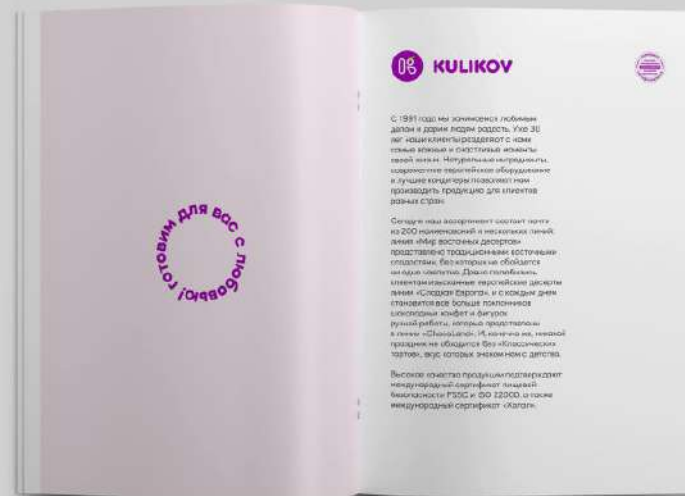 готовим для вас с любовью!
KULIKOV
С 1991 года мы занимаемся любимым
делом и дарим людям радость. Уже 30
лет наши клиенты разделяют с нами
самые важные и счастливые моменты
своей жизни. Натуральные ингредиенты,
современное европейское оборудование
и лучшие кондитеры позволяют нам
производить продукцию для клиентов
разных стран.
Сегодня наш ассортимент состоит почти
из 200 наименований и нескольких линий:
линия «Мир восточных десертов»
представлена традиционными восточными
сладостями, без которых не обойдется
ни одно чаепитие. Давно полюбились
клиентам изысканные европейские десерты
линии «Сладкая Европа», и с каждым днем
становится всё больше поклонников
шоколадных конфет и фигурок
ручной работы, которые представлены
в линии «ChocoLand». И, конечно же, никакой
праздник не обходится без «Классических
тортов», вкус которых знаком нам с детства.
Высокое качество продукции подтверждают
международный сертификат пищевой
безопасности FSSC и ISO 22000, а также
международный сертификат «Халал».